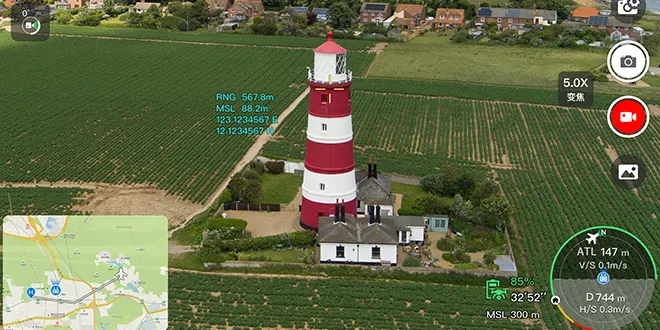 0°
5.0X
变焦
RNG 567.8m
MSL 88.2m
123.1234567 E
12.1234567 N
N
ATL 147 m
V/S 0.1m/s
D 744 m
H/S 0.3m/s
85%
32'52"
MSL 300 m
H